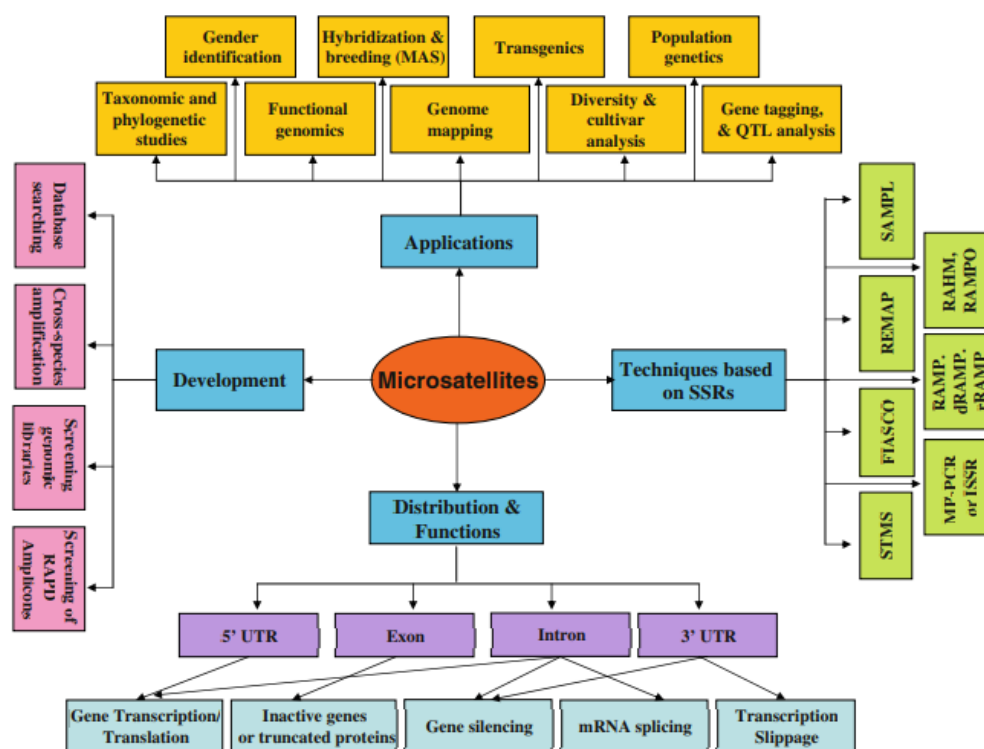 Gender
identification
Hybridization &
breeding (MAS)
Transgenics
Population
genetics
Taxonomic and
phylogenetic
studies
Functional
genomics
Genome
mapping
Diversity &
cultivar
analysis
Gene tagging,
& QTL analysis
Database
searching
Cross-species
amplification
Screening
genomic
libraries
Screening of
RAPD
Amplicons
Applications
Development
Microsatellites
Techniques based
on SSRs
Distribution &
Functions
SAMPL
RAHM,
RAMPO
REMAP
RAMP.
dRAMP.
rRAMP
FIASCO
MP-PCR
or ISSR
STMS
5' UTR
Exon
Intron
3' UTR
Gene Transcription/
Translation
Inactive genes
or truncated proteins
Gene silencing
mRNA splicing
Transcription
Slippage